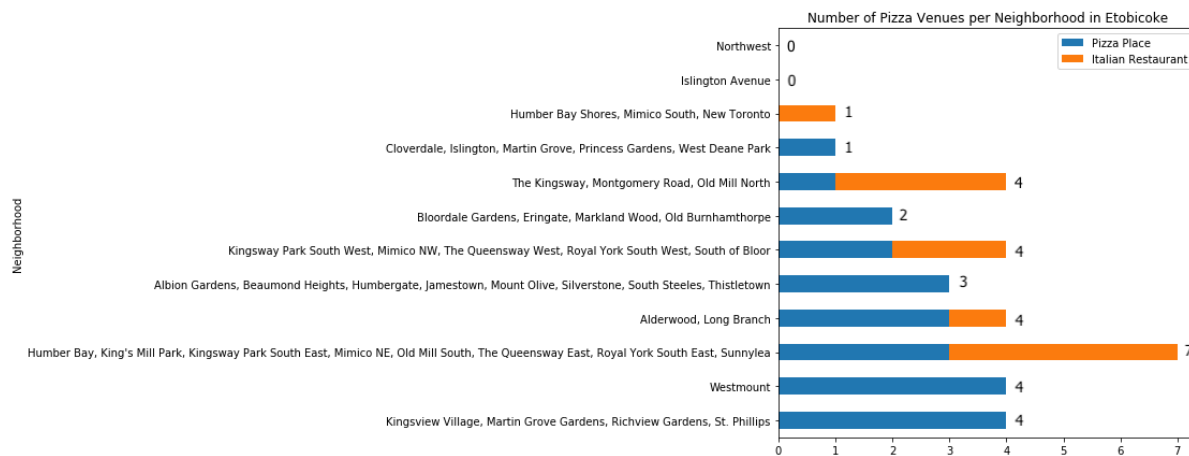 Number of Pizza Venues per Neighborhood in Etobicoke
Pizza Place
Italian Restaurant
Neighborhood
Northwest 0
Islington Avenue 0
Humber Bay Shores, Mimico South, New Toronto 1
Cloverdale, Islington, Martin Grove, Princess Gardens, West Deane Park 1
The Kingsway, Montgomery Road, Old Mill North 4
Bloordale Gardens, Eringate, Markland Wood, Old Burnhamthorpe 2
Kingsway Park South West, Mimico NW, The Queensway West, Royal York South West, South of Bloor 4
Albion Gardens, Beaumond Heights, Humbergate, Jamestown, Mount Olive, Silverstone, South Steeles, Thistletown 3
Alderwood, Long Branch 4
Humber Bay, King's Mill Park, Kingsway Park South East, Mimico NE, Old Mill South, The Queensway East, Royal York South East, Sunnylea 7
Westmount 4
Kingsview Village, Martin Grove Gardens, Richview Gardens, St. Phillips 4
0 1 2 3 4 5 6 7